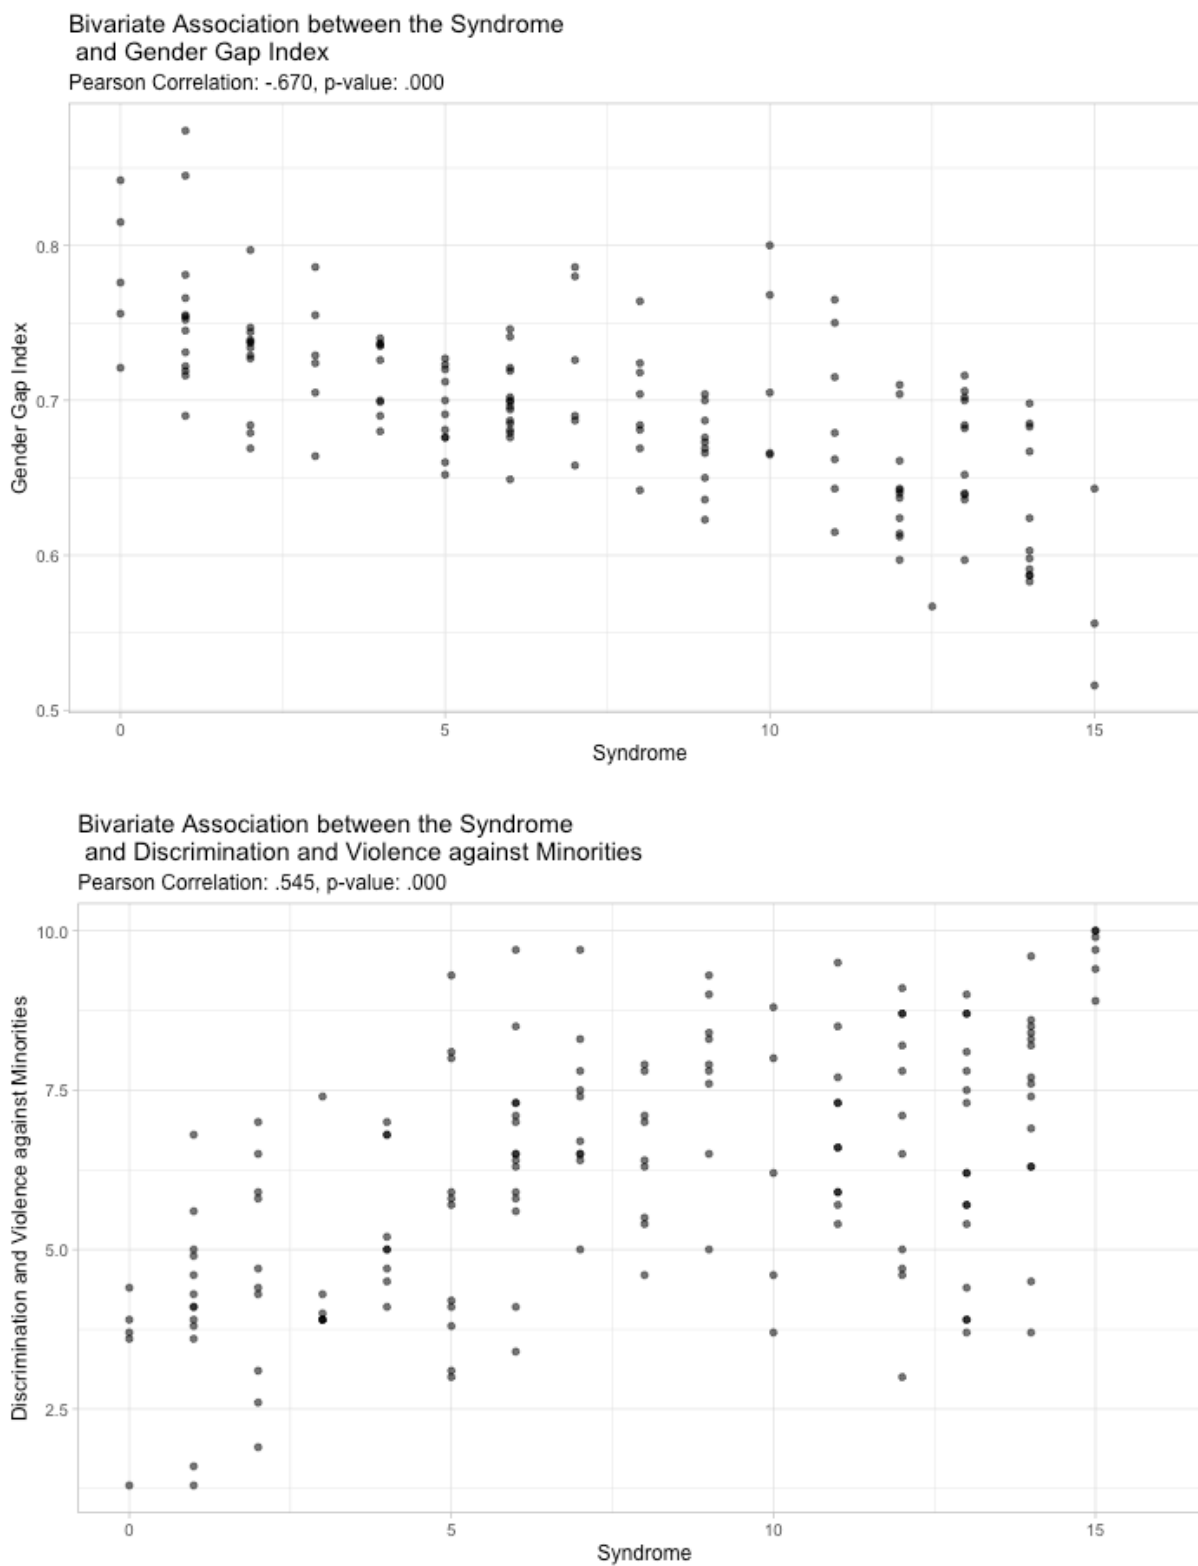 Bivariate Association between the Syndrome
and Gender Gap Index
Pearson Correlation: -.670, p-value: .000
Gender Gap Index
0.8
0.7
0.6
0.5
0
5
10
15
Syndrome
Bivariate Association between the Syndrome
and Discrimination and Violence against Minorities
Pearson Correlation: .545, p-value: .000
Discrimination and Violence against Minorities
10.0
7.5
5.0
2.5
0
5
10
15
Syndrome